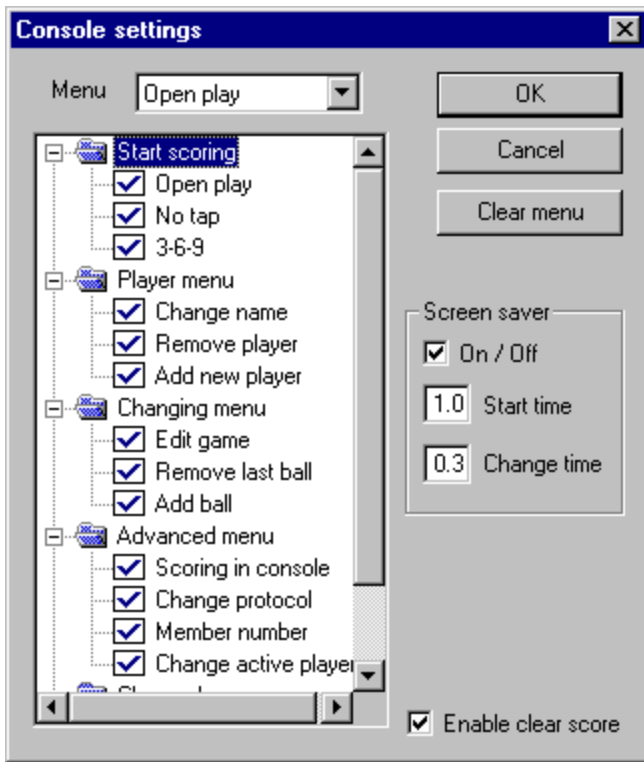 Console settings
Menu
Open play
OK
Cancel
Clear menu
Start scoring
Open play
No tap
3-6-9
Player menu
Change name
Remove player
Add new player
Changing menu
Edit game
Remove last ball
Add ball
Advanced menu
Scoring in console
Change protocol
Member number
Change active player
Screen saver
On / Off
1.0 Start time
0.3 Change time
Enable clear score